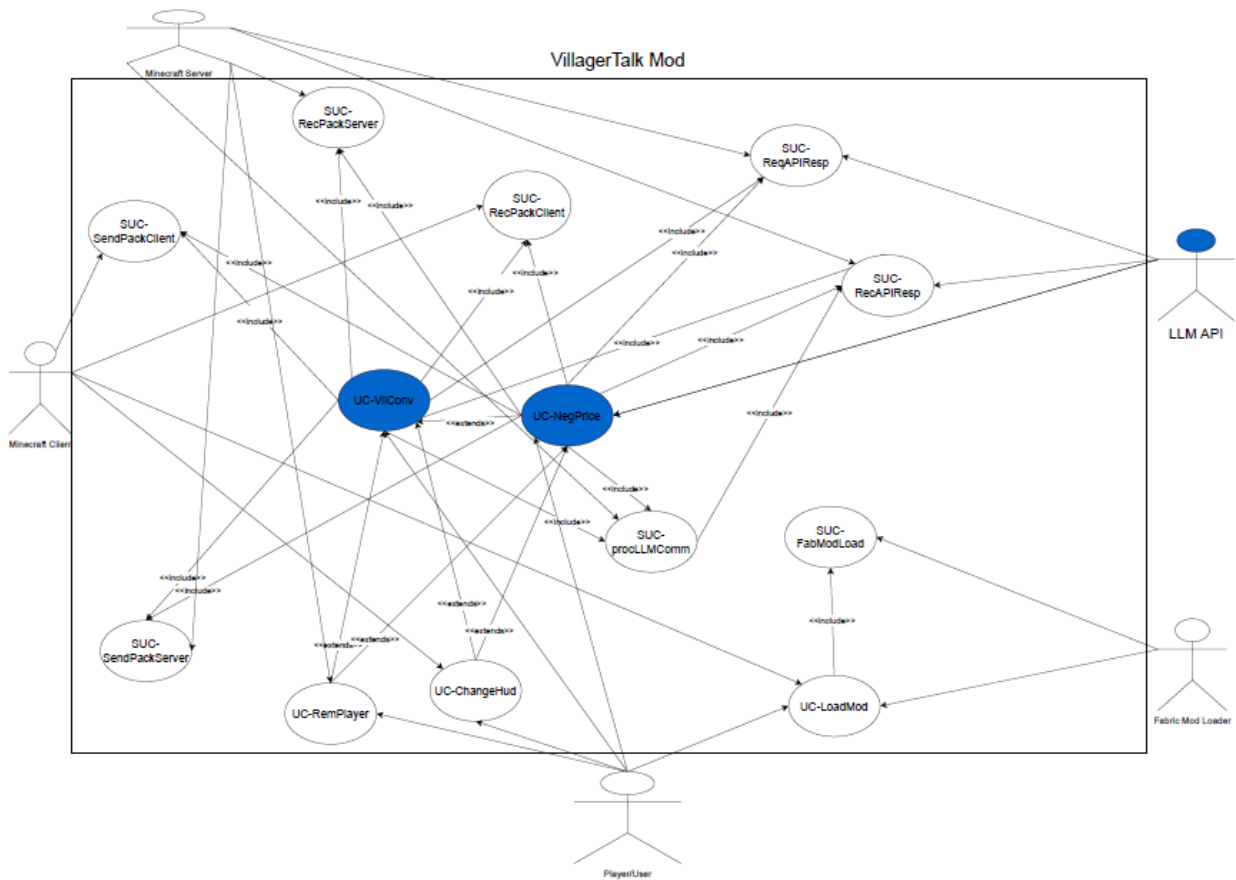 VillagerTalk Mod
Minecraft Server
SUC-
RecPackServer
SUC-
ReqAPIResp
SUC-
RecPackClient
<<include>>
<<include>>
SUC-
SendPackClient
<<include>>
<<include>>
<<include>>
<<include>>
SUC-
RecAPIResp
<<include>>
<<include>>
LLM API
<<include>>
<<include>>
UC-VilConv
UC-NegPrice
<<include>>
<<extends>>
Minecraft Client
<<include>>
<<include>>
SUC-
procLLMComm
SUC-
FabModLoad
<<include>>
<<include>>
<<extends>>
<<include>>
SUC-
SendPackServer
<<extends>>
<<extends>>
<<extends>>
UC-ChangeHud
UC-RemPlayer
UC-LoadMod
Fabric Mod Loader
Player/User